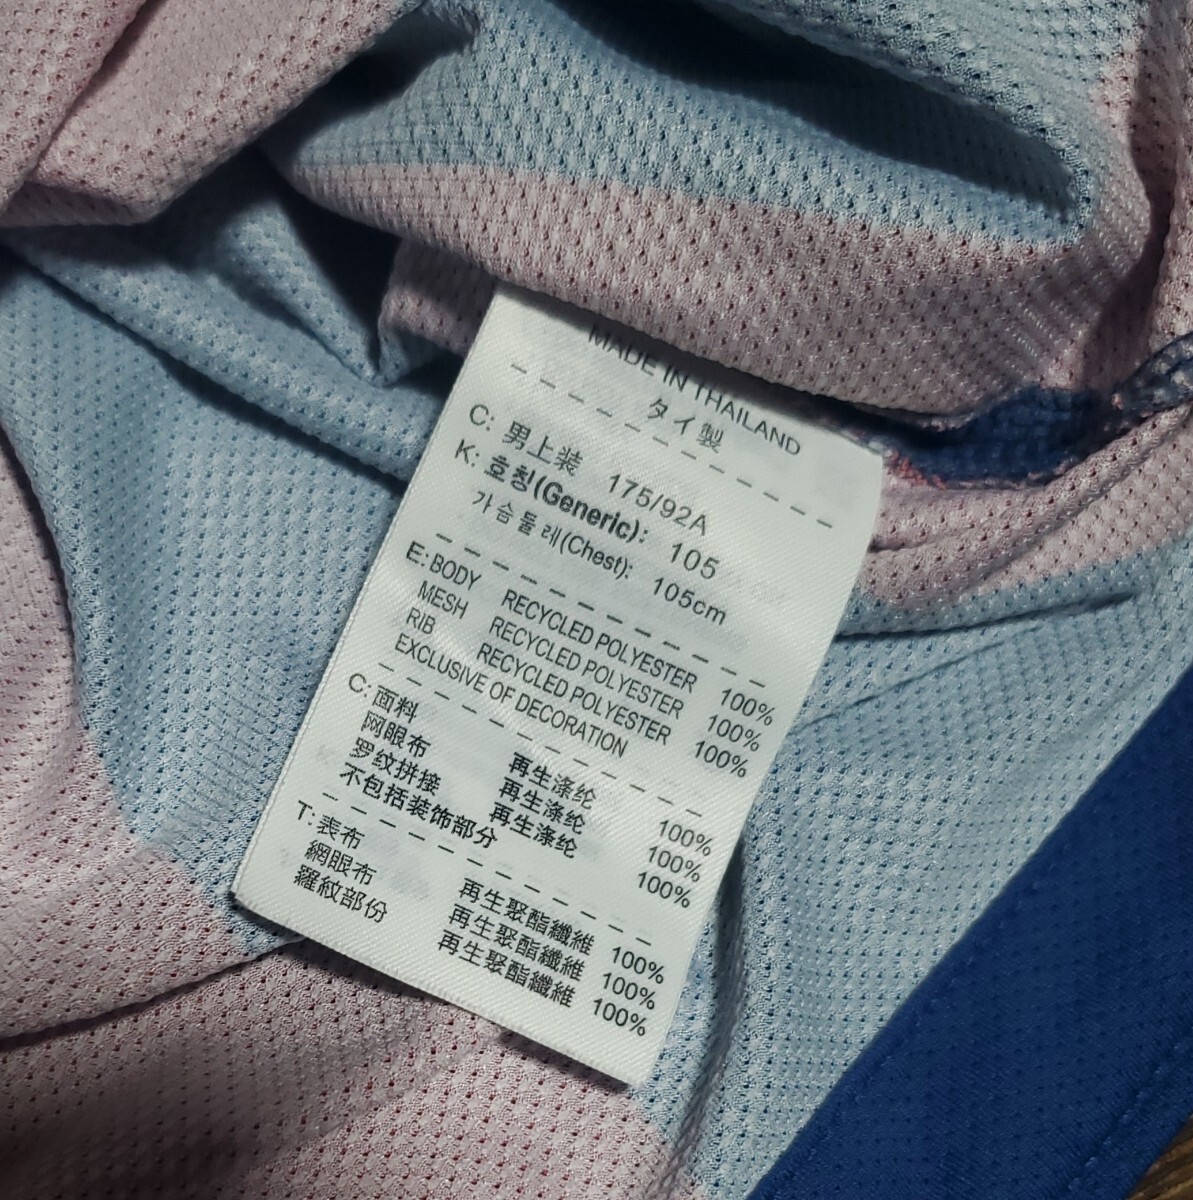 MADE IN THAILAND
タイ製
C: 男上装 175/92A
K: 호칭(Generic): 105
가슴둘레(Chest): 105cm
E: BODY RECYCLED POLYESTER 100%
MESH RECYCLED POLYESTER 100%
RIB RECYCLED POLYESTER 100%
EXCLUSIVE OF DECORATION
C: 面料 再生涤纶 100%
网眼布 再生涤纶 100%
罗纹拼接 再生涤纶 100%
不包括装饰部分
T: 表布 再生聚酯纖維 100%
網眼布 再生聚酯纖維 100%
羅紋部份 再生聚酯纖維 100%